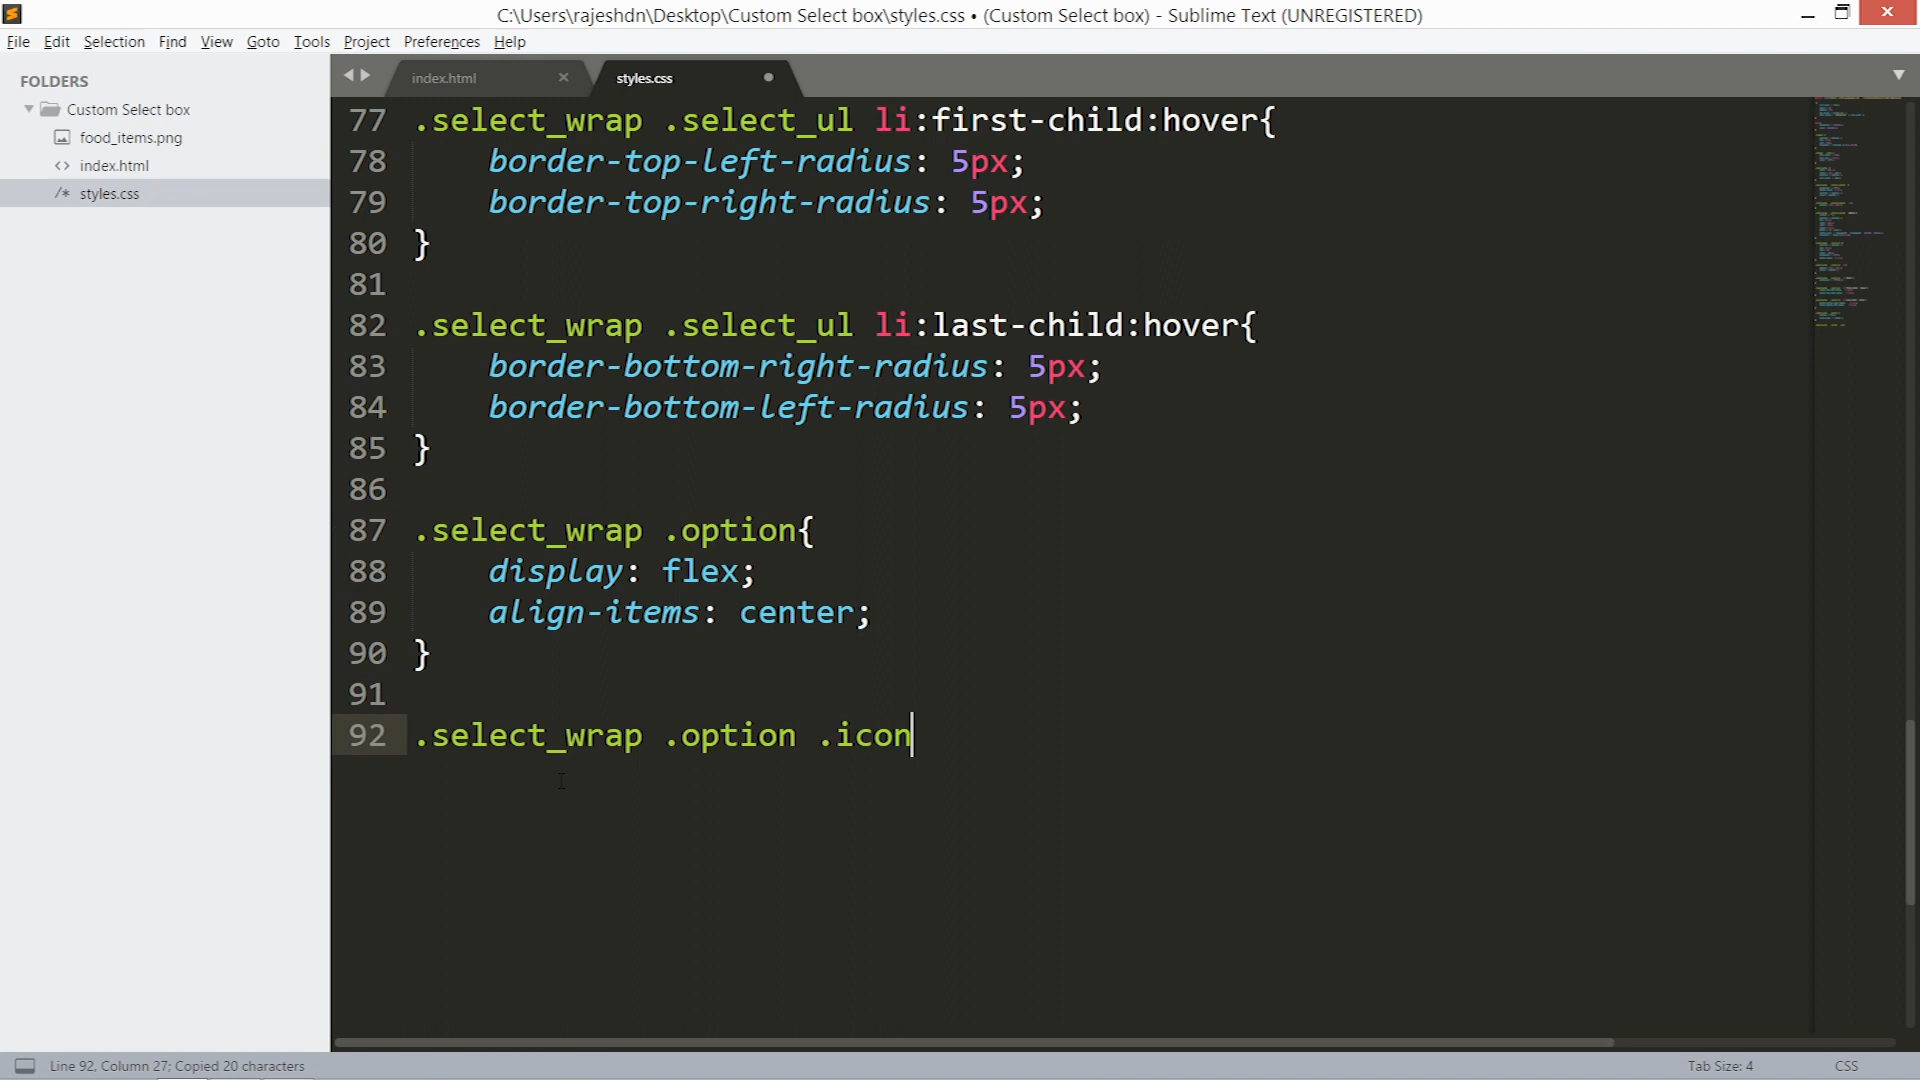 C:\Users\rajeshdn\Desktop\Custom Select box\styles.css • (Custom Select box) - Sublime Text (UNREGISTERED)
File Edit Selection Find View Goto Tools Project Preferences Help
FOLDERS
Custom Select box
food_items.png
<> index.html
/* styles.css
index.html
styles.css
77 .select_wrap .select_ul li:first-child:hover{
78 border-top-left-radius: 5px;
79 border-top-right-radius: 5px;
80 }
81
82 .select_wrap .select_ul li:last-child:hover{
83 border-bottom-right-radius: 5px;
84 border-bottom-left-radius: 5px;
85 }
86
87 .select_wrap .option{
88 display: flex;
89 align-items: center;
90 }
91
92 .select_wrap .option .icon
Line 92, Column 27; Copied 20 characters
Tab Size: 4
CSS